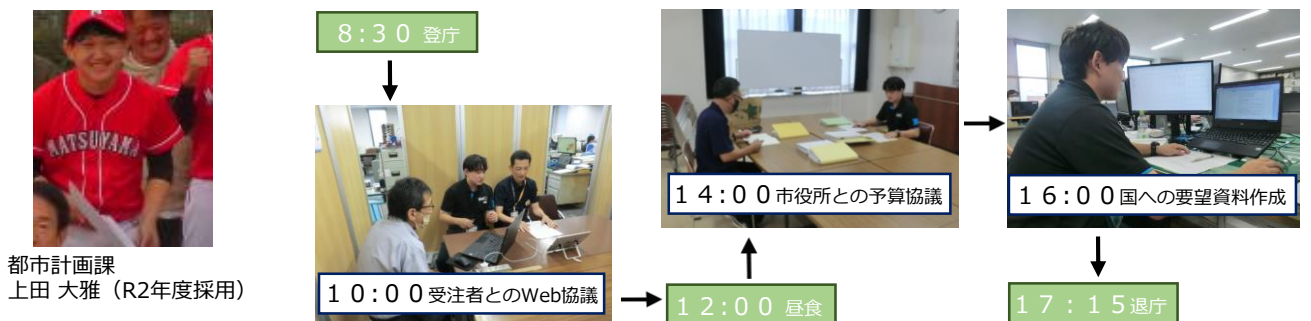 MATSUYAMA
都市計画課
上田 大雅（R2年度採用）
８:３０ 登庁
１０:００ 受注者とのWeb協議
１２:００ 昼食
１４:００ 市役所との予算協議
１６:００ 国への要望資料作成
１７：１５ 退庁